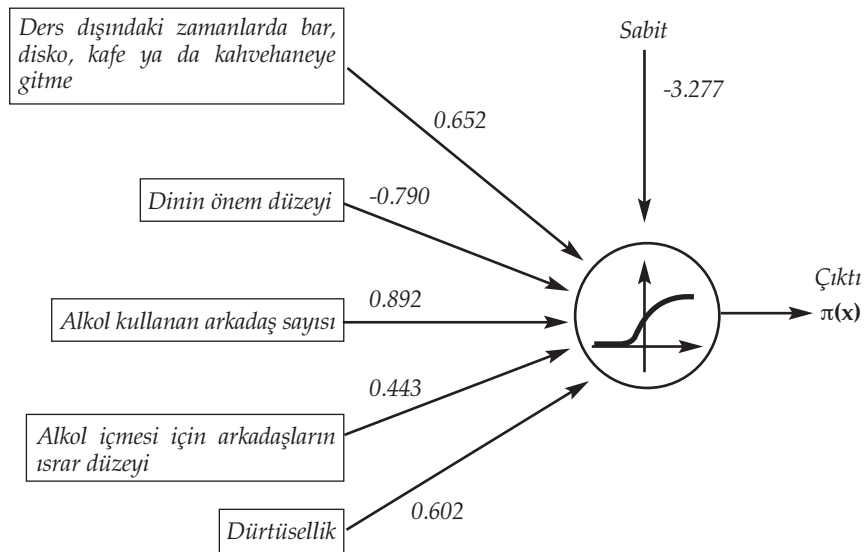 Ders dışındaki zamanlarda bar,
disko, kafe ya da kahvehaneye
gitme
Sabit
-3.277
0.652
Dinin önem düzeyi
-0.790
Alkol kullanan arkadaş sayısı
0.892
Çıktı
π(x)
0.443
Alkol içmesi için arkadaşların
ısrar düzeyi
Dürtüsellik
0.602